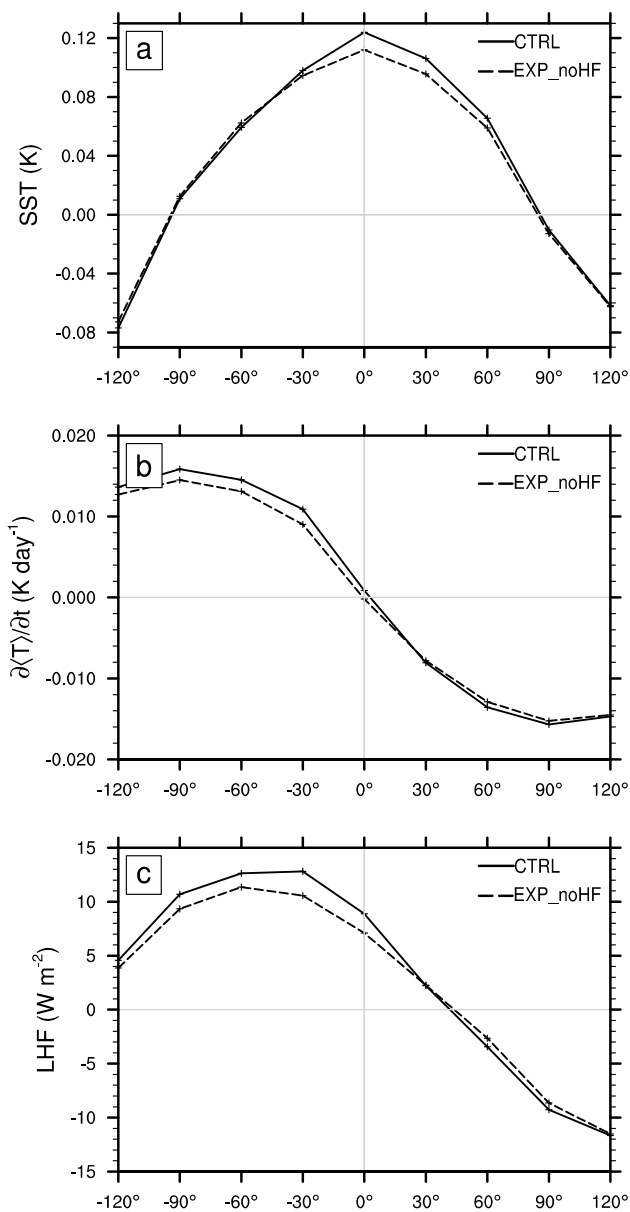 a
CTRL
EXP_noHF
0.12
0.08
0.04
0.00
-0.04
-0.08
SST (K)
-120° -90° -60° -30° 0° 30° 60° 90° 120°
b
CTRL
EXP_noHF
0.020
0.010
0.000
-0.010
-0.020
∂⟨T⟩/∂t (K day⁻¹)
-120° -90° -60° -30° 0° 30° 60° 90° 120°
c
CTRL
EXP_noHF
15
10
5
0
-5
-10
-15
LHF (W m⁻²)
-120° -90° -60° -30° 0° 30° 60° 90° 120°